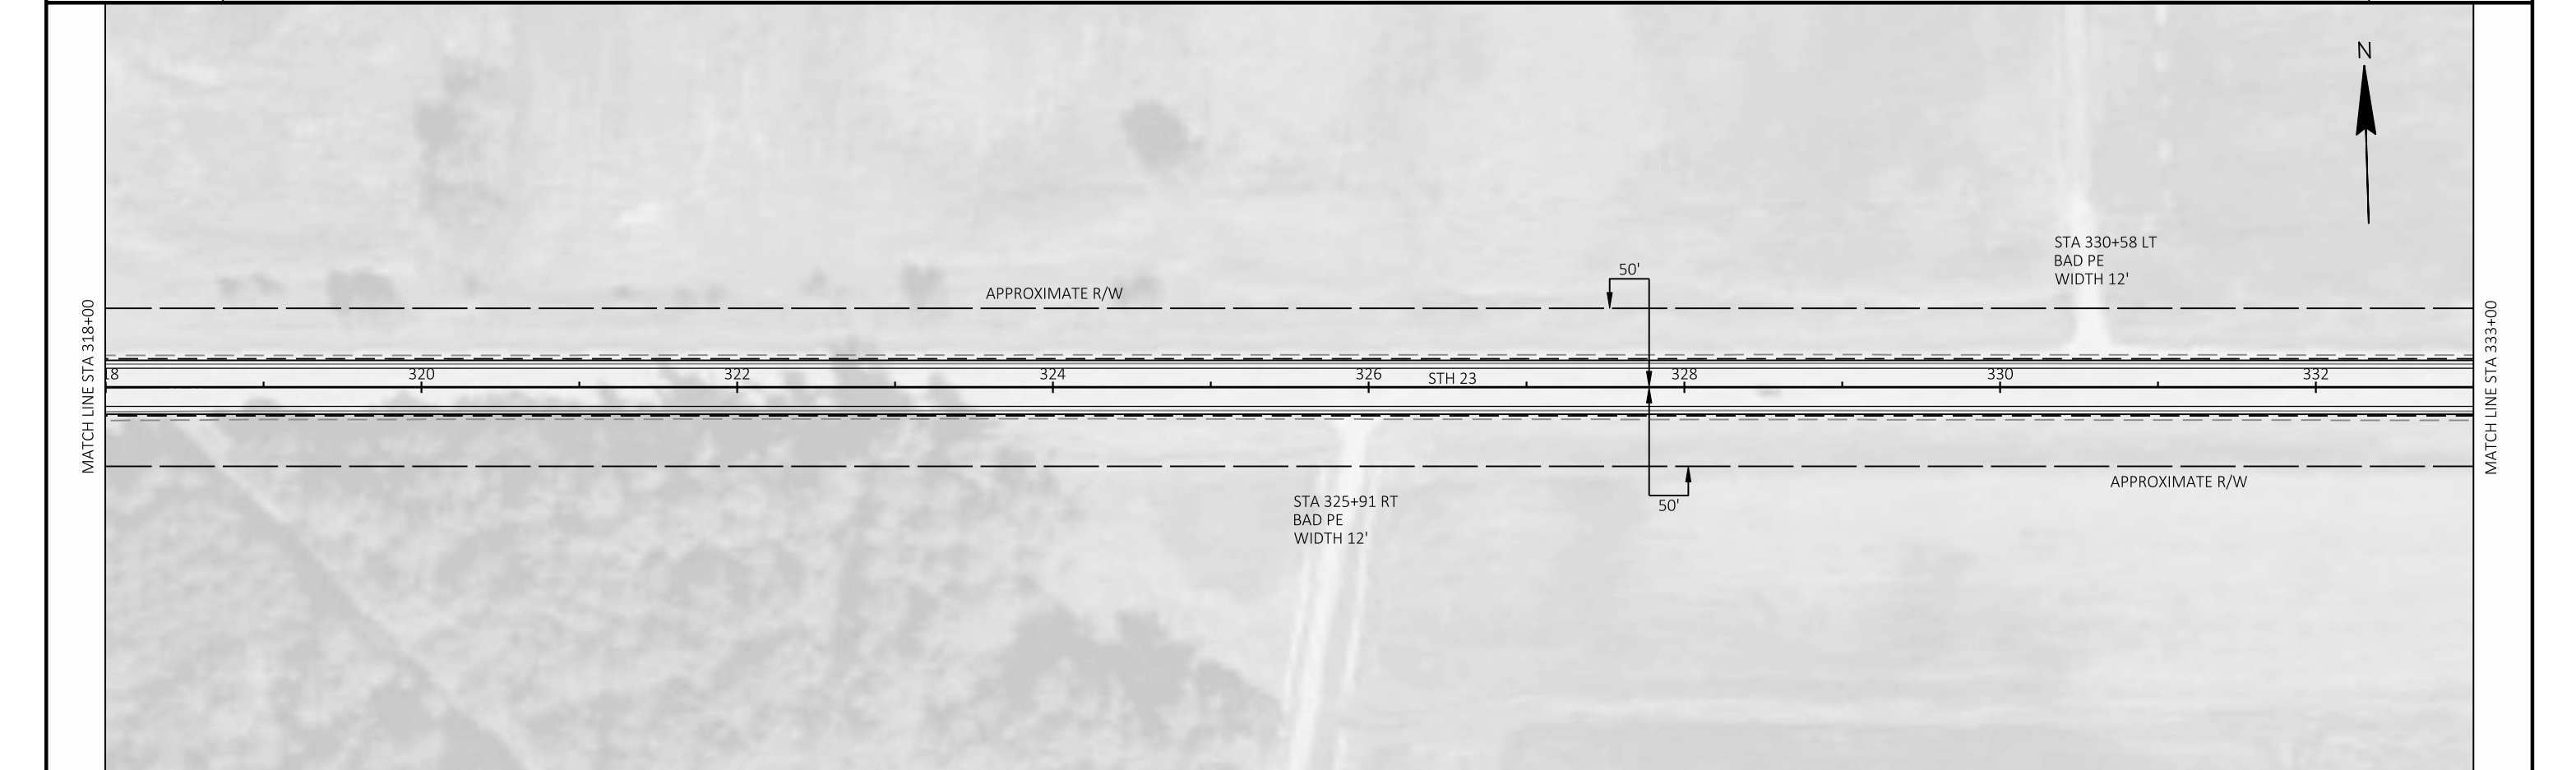 N
STA 330+58 LT
BAD PE
WIDTH 12'
50'
APPROXIMATE R/W
MATCH LINE STA 318+00
MATCH LINE STA 333+00
18
320
322
324
326
STH 23
328
330
332
APPROXIMATE R/W
STA 325+91 RT
BAD PE
WIDTH 12'
50'